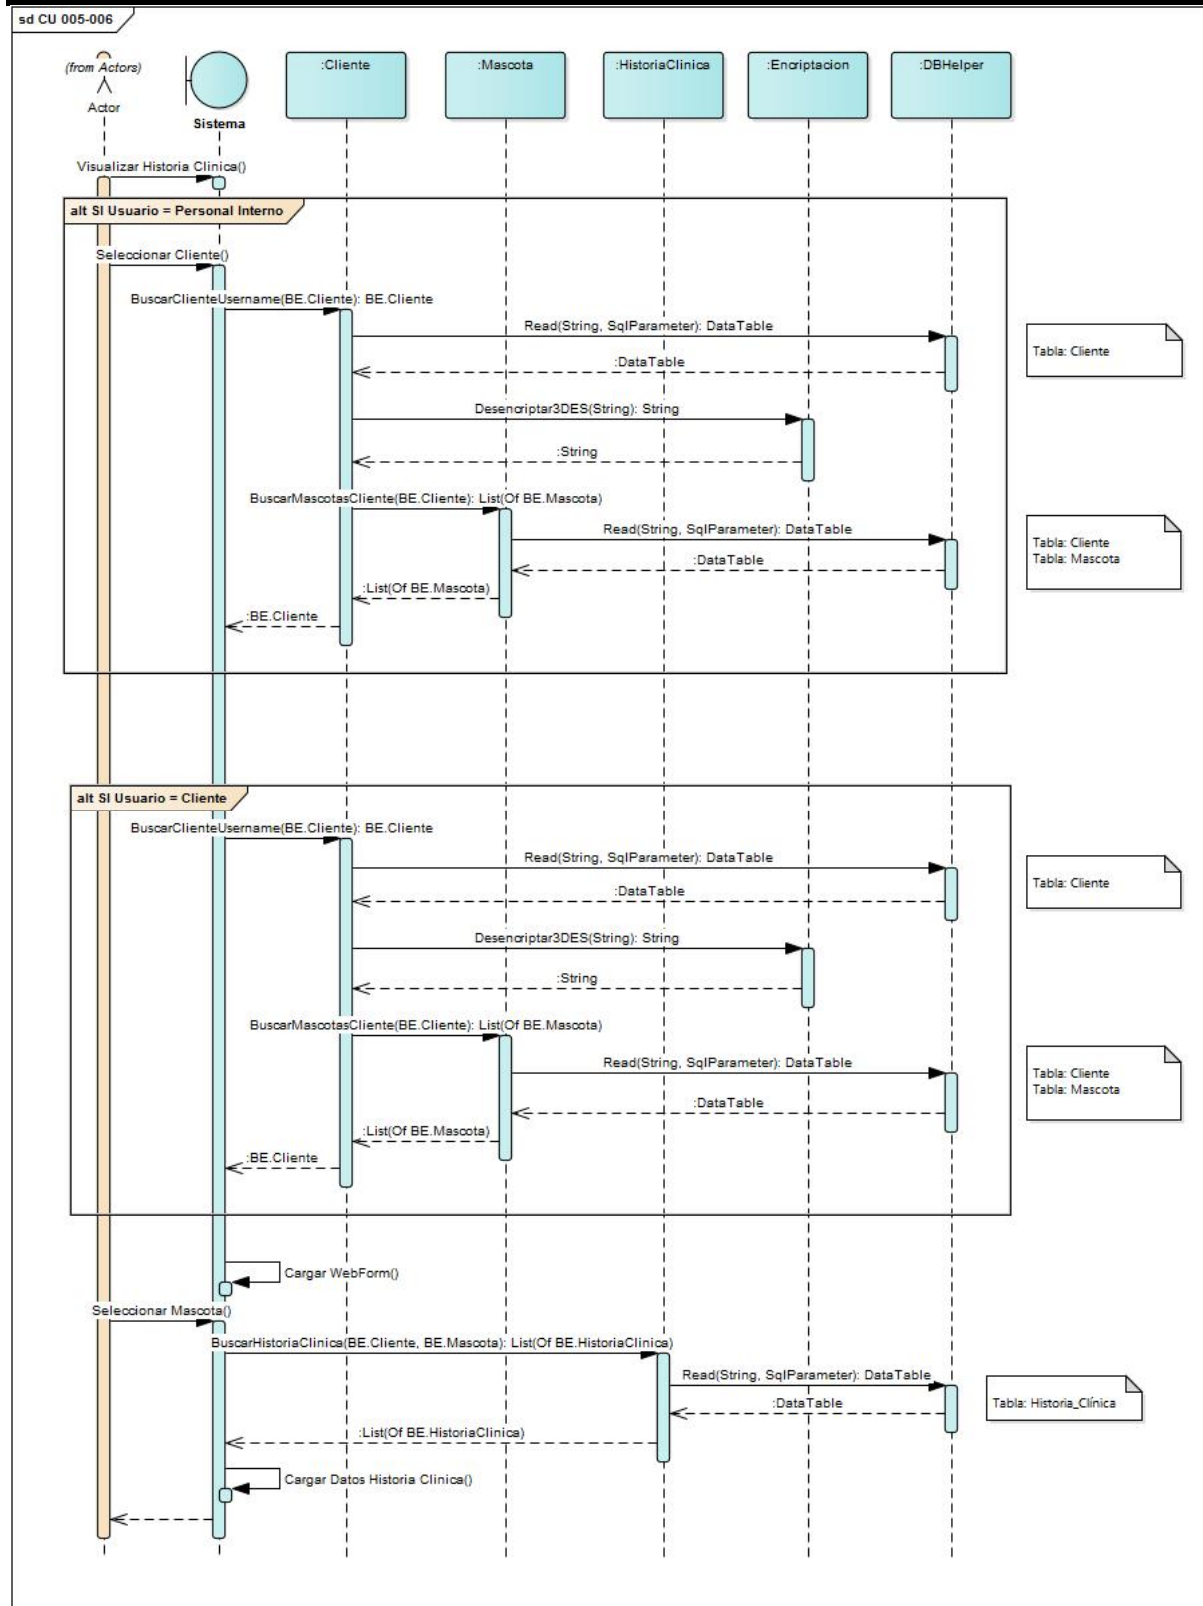 sd CU 005-006
(from Actors)
Actor
Sistema
:Cliente
:Mascota
:HistoriaClinica
:Encriptacion
:DBHelper
Visualizar Historia Clinica()
alt SI Usuario = Personal Interno
Seleccionar Cliente()
BuscarClienteUsername(BE.Cliente): BE.Cliente
Read(String, SqlParameter): DataTable
Tabla: Cliente
:DataTable
Desencriptar3DES(String): String
:String
BuscarMascotasCliente(BE.Cliente): List(Of BE.Mascota)
Read(String, SqlParameter): DataTable
Tabla: Cliente
Tabla: Mascota
:DataTable
:List(Of BE.Mascota)
:BE.Cliente
alt SI Usuario = Cliente
BuscarClienteUsername(BE.Cliente): BE.Cliente
Read(String, SqlParameter): DataTable
Tabla: Cliente
:DataTable
Desencriptar3DES(String): String
:String
BuscarMascotasCliente(BE.Cliente): List(Of BE.Mascota)
Read(String, SqlParameter): DataTable
Tabla: Cliente
Tabla: Mascota
:DataTable
:List(Of BE.Mascota)
:BE.Cliente
Cargar WebForm()
Seleccionar Mascota()
BuscarHistoriaClinica(BE.Cliente, BE.Mascota): List(Of BE.HistoriaClinica)
Read(String, SqlParameter): DataTable
Tabla: Historia_Clínica
:DataTable
:List(Of BE.HistoriaClinica)
Cargar Datos Historia Clinica()